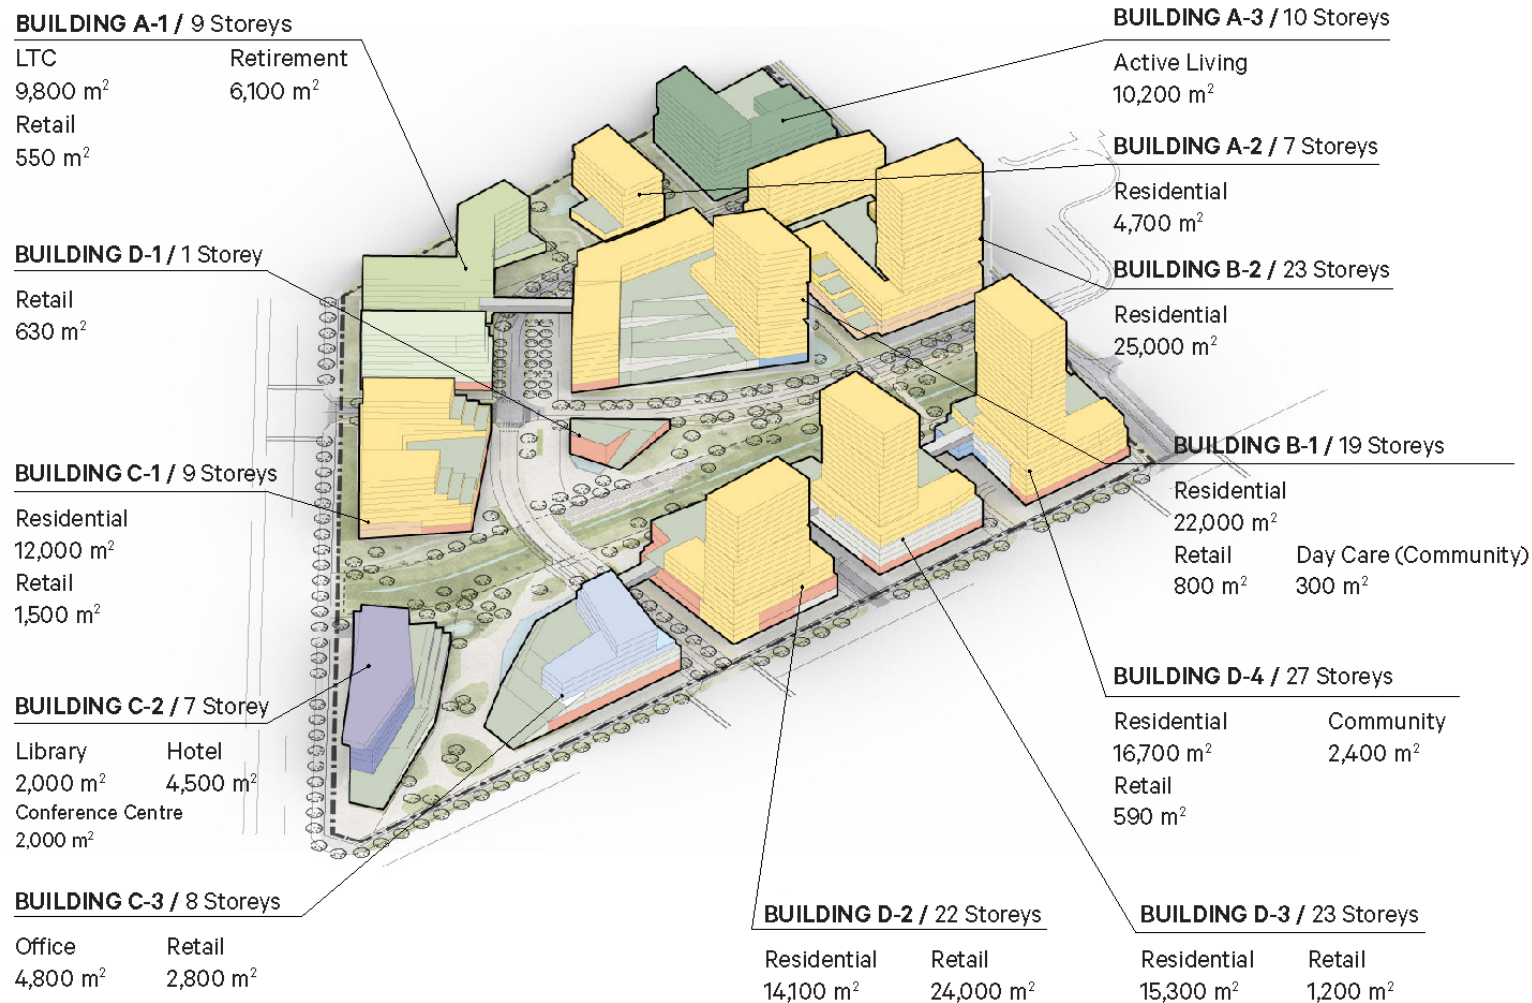 BUILDING A-1 / 9 Storeys
LTC Retirement
9,800 m² 6,100 m²
Retail
550 m²
BUILDING D-1 / 1 Storey
Retail
630 m²
BUILDING C-1 / 9 Storeys
Residential
12,000 m²
Retail
1,500 m²
BUILDING C-2 / 7 Storey
Library Hotel
2,000 m² 4,500 m²
Conference Centre
2,000 m²
BUILDING C-3 / 8 Storeys
Office Retail
4,800 m² 2,800 m²
BUILDING A-3 / 10 Storeys
Active Living
10,200 m²
BUILDING A-2 / 7 Storeys
Residential
4,700 m²
BUILDING B-2 / 23 Storeys
Residential
25,000 m²
BUILDING B-1 / 19 Storeys
Residential
22,000 m²
Retail Day Care (Community)
800 m² 300 m²
BUILDING D-4 / 27 Storeys
Residential Community
16,700 m² 2,400 m²
Retail
590 m²
BUILDING D-2 / 22 Storeys
Residential Retail
14,100 m² 24,000 m²
BUILDING D-3 / 23 Storeys
Residential Retail
15,300 m² 1,200 m²